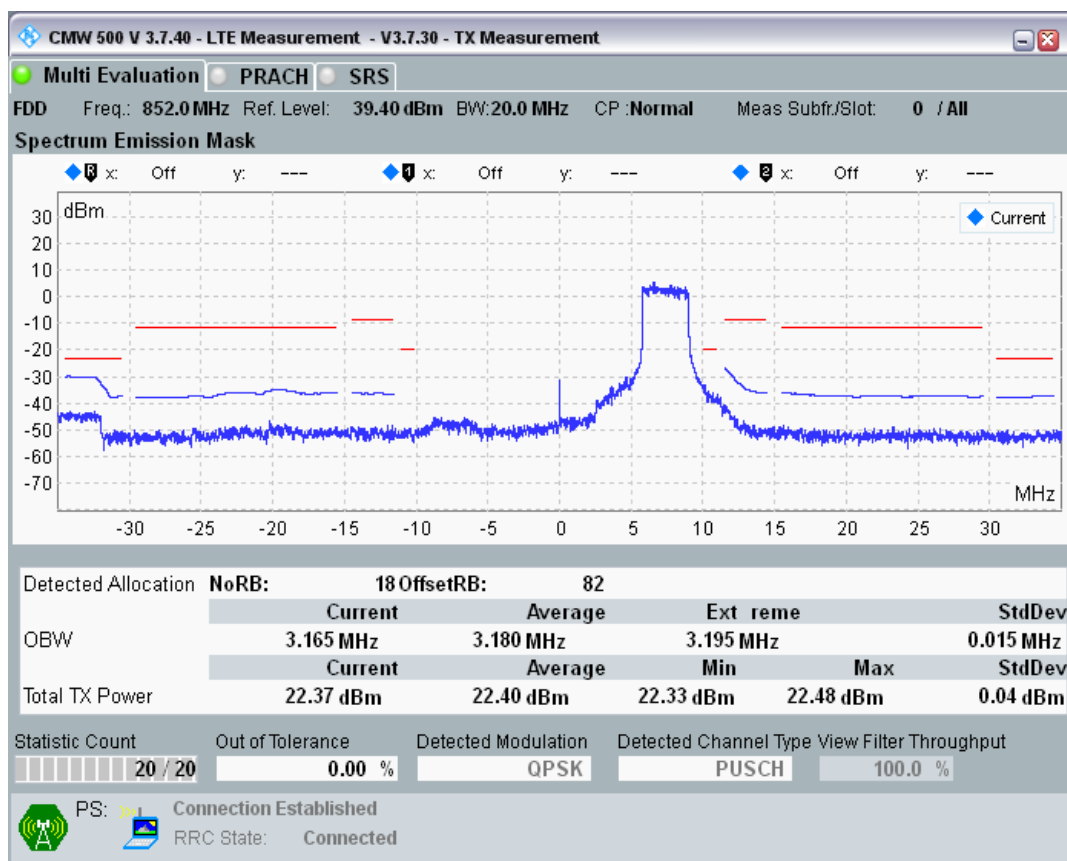 CMW 500 V 3.7.40 - LTE Measurement - V3.7.30 - TX Measurement
Multi Evaluation PRACH SRS
FDD Freq.: 852.0 MHz Ref. Level: 39.40 dBm BW:20.0 MHz CP :Normal Meas Subfr./Slot: 0 / All
Spectrum Emission Mask
R x: Off y: --- 1 x: Off y: --- 2 x: Off y: ---
dBm
Current
30
20
10
0
-10
-20
-30
-40
-50
-60
-70
MHz
-30 -25 -20 -15 -10 -5 0 5 10 15 20 25 30
Detected Allocation NoRB: 18 OffsetRB: 82
Current Average Ext reme StdDev
OBW 3.165 MHz 3.180 MHz 3.195 MHz 0.015 MHz
Current Average Min Max StdDev
Total TX Power 22.37 dBm 22.40 dBm 22.33 dBm 22.48 dBm 0.04 dBm
Statistic Count Out of Tolerance Detected Modulation Detected Channel Type View Filter Throughput
20 / 20 0.00 % QPSK PUSCH 100.0 %
PS: Connection Established
RRC State: Connected